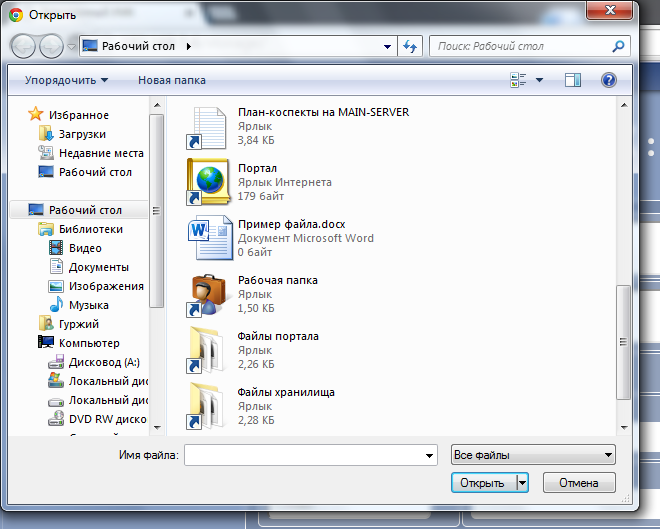 Открыть
Рабочий стол
Поиск: Рабочий стол
Упорядочить
Новая папка
Избранное
Загрузки
Недавние места
Рабочий стол
Рабочий стол
Библиотеки
Видео
Документы
Изображения
Музыка
Гуржий
Компьютер
Дисковод (A:)
Локальный дис
Локальный дис
DVD RW диско
План-коспекты на MAIN-SERVER
Ярлык
3,84 КБ
Портал
Ярлык Интернета
179 байт
Пример файла.docx
Документ Microsoft Word
0 байт
Рабочая папка
Ярлык
1,50 КБ
Файлы портала
Ярлык
2,26 КБ
Файлы хранилища
Ярлык
2,28 КБ
Имя файла:
Все файлы
Открыть
Отмена